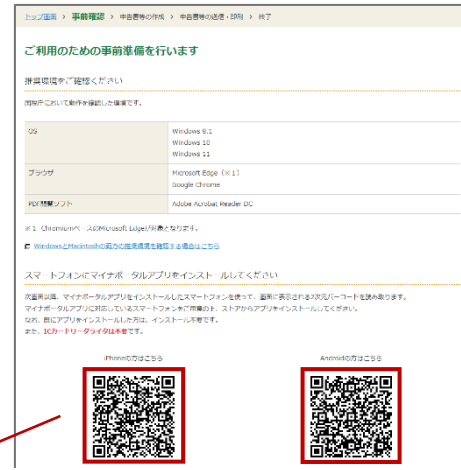 トップ画面 > 事前確認 > 申告書等の作成 > 申告書等の送信・印刷 > 終了
ご利用のための事前準備を行います
推奨環境をご確認ください
国税庁において動作を確認した環境です。
OS
Windows 8.1
Windows 10
Windows 11
ブラウザ
Microsoft Edge（※１）
Google Chrome
PDF閲覧ソフト
Adobe Acrobat Reader DC
※１ ChromiumベースのMicrosoft Edgeが対象となります。
WindowsとMacintoshの両方の推奨環境を確認する場合はこちら
スマートフォンにマイナポータルアプリをインストールしてください
次画面以降、マイナポータルアプリをインストールしたスマートフォンを使って、画面に表示される2次元バーコードを読み取ります。
マイナポータルアプリに対応しているスマートフォンをご用意の上、ストアからアプリをインストールしてください。
なお、既にアプリをインストールした方は、インストール不要です。
また、ICカードリーダライタは不要です。
iPhoneの方はこちら
Androidの方はこちら